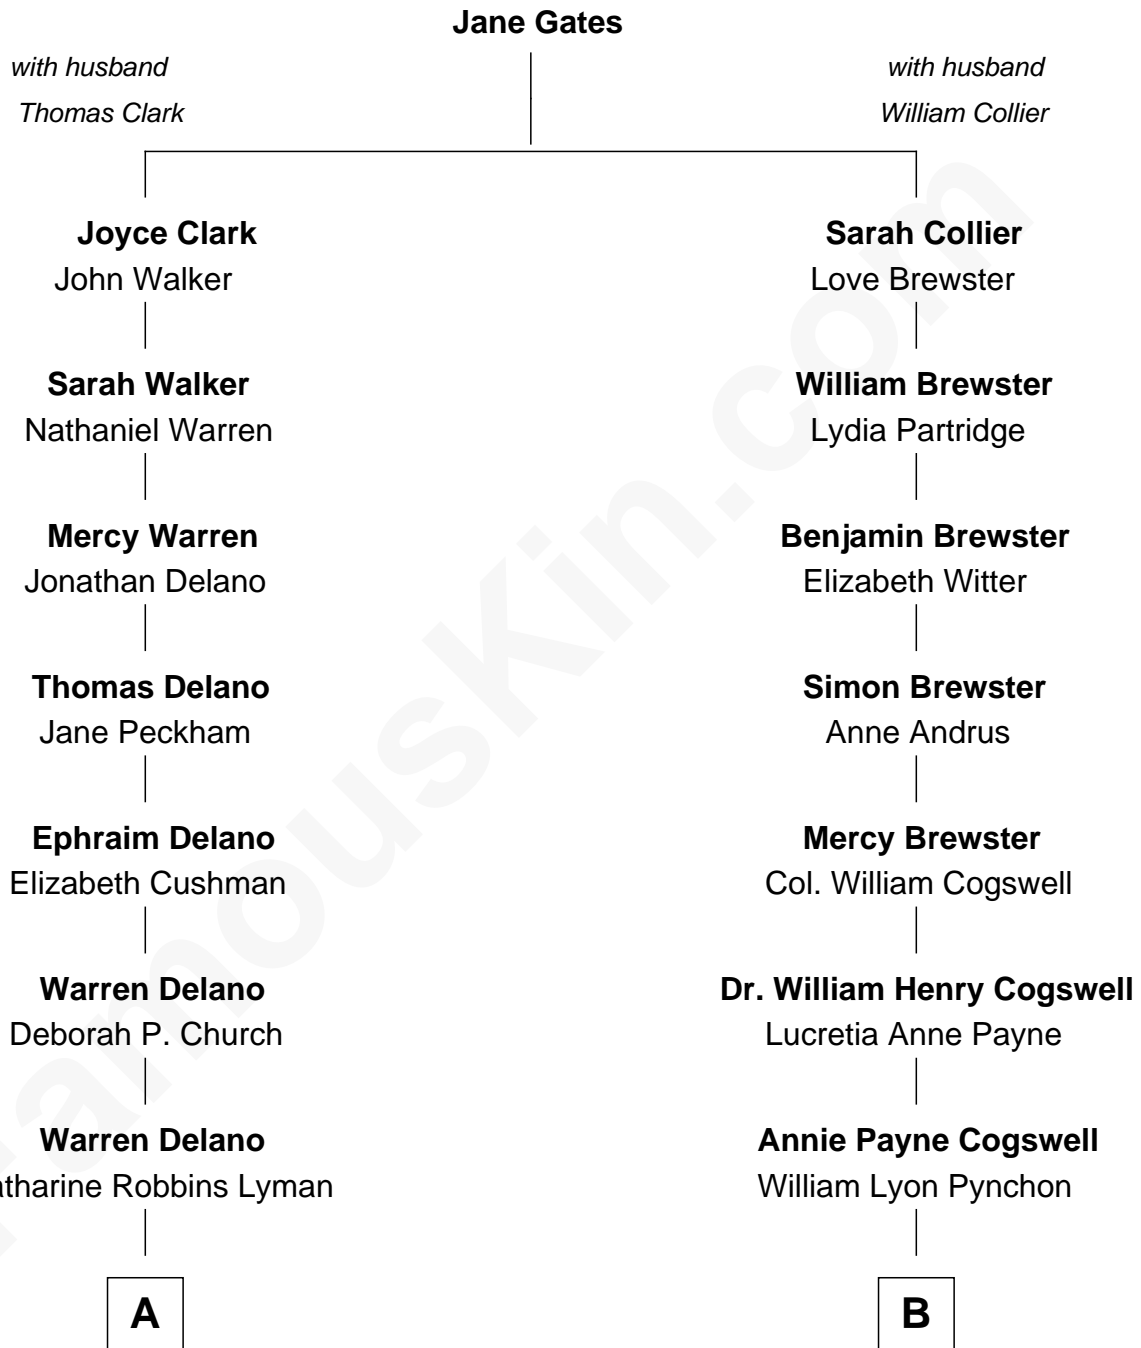 Jane Gates
with husband
Thomas Clark
with husband
William Collier
Joyce Clark
John Walker
Sarah Collier
Love Brewster
Sarah Walker
Nathaniel Warren
William Brewster
Lydia Partridge
Mercy Warren
Jonathan Delano
Benjamin Brewster
Elizabeth Witter
Thomas Delano
Jane Peckham
Simon Brewster
Anne Andrus
Ephraim Delano
Elizabeth Cushman
Mercy Brewster
Col. William Cogswell
Warren Delano
Deborah P. Church
Dr. William Henry Cogswell
Lucretia Anne Payne
Warren Delano
atharine Robbins Lyman
Annie Payne Cogswell
William Lyon Pynchon
A
B
FamousKin.com